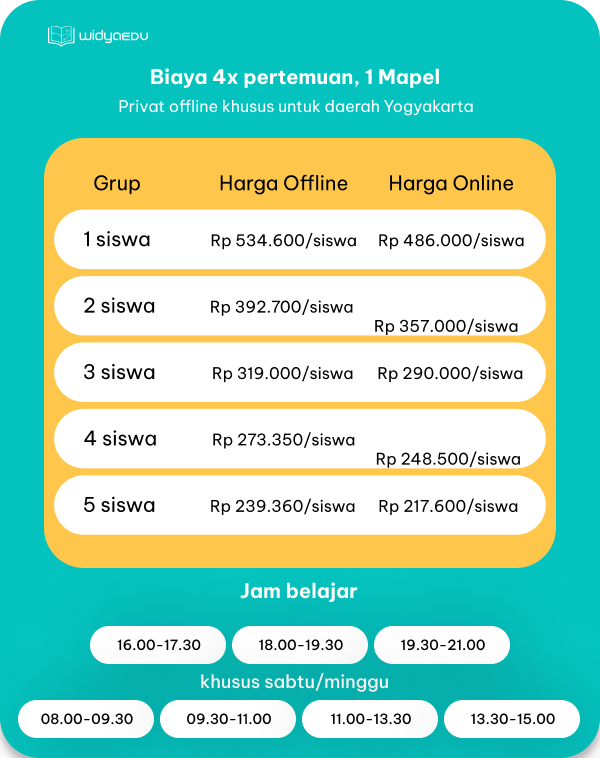 WIDYAEDU
Biaya 4x pertemuan, 1 Mapel
Privat offline khusus untuk daerah Yogyakarta
Grup Harga Offline Harga Online
1 siswa Rp 534.600/siswa Rp 486.000/siswa
2 siswa Rp 392.700/siswa Rp 357.000/siswa
3 siswa Rp 319.000/siswa Rp 290.000/siswa
4 siswa Rp 273.350/siswa Rp 248.500/siswa
5 siswa Rp 239.360/siswa Rp 217.600/siswa
Jam belajar
16.00-17.30 18.00-19.30 19.30-21.00
khusus sabtu/minggu
08.00-09.30 09.30-11.00 11.00-13.30 13.30-15.00